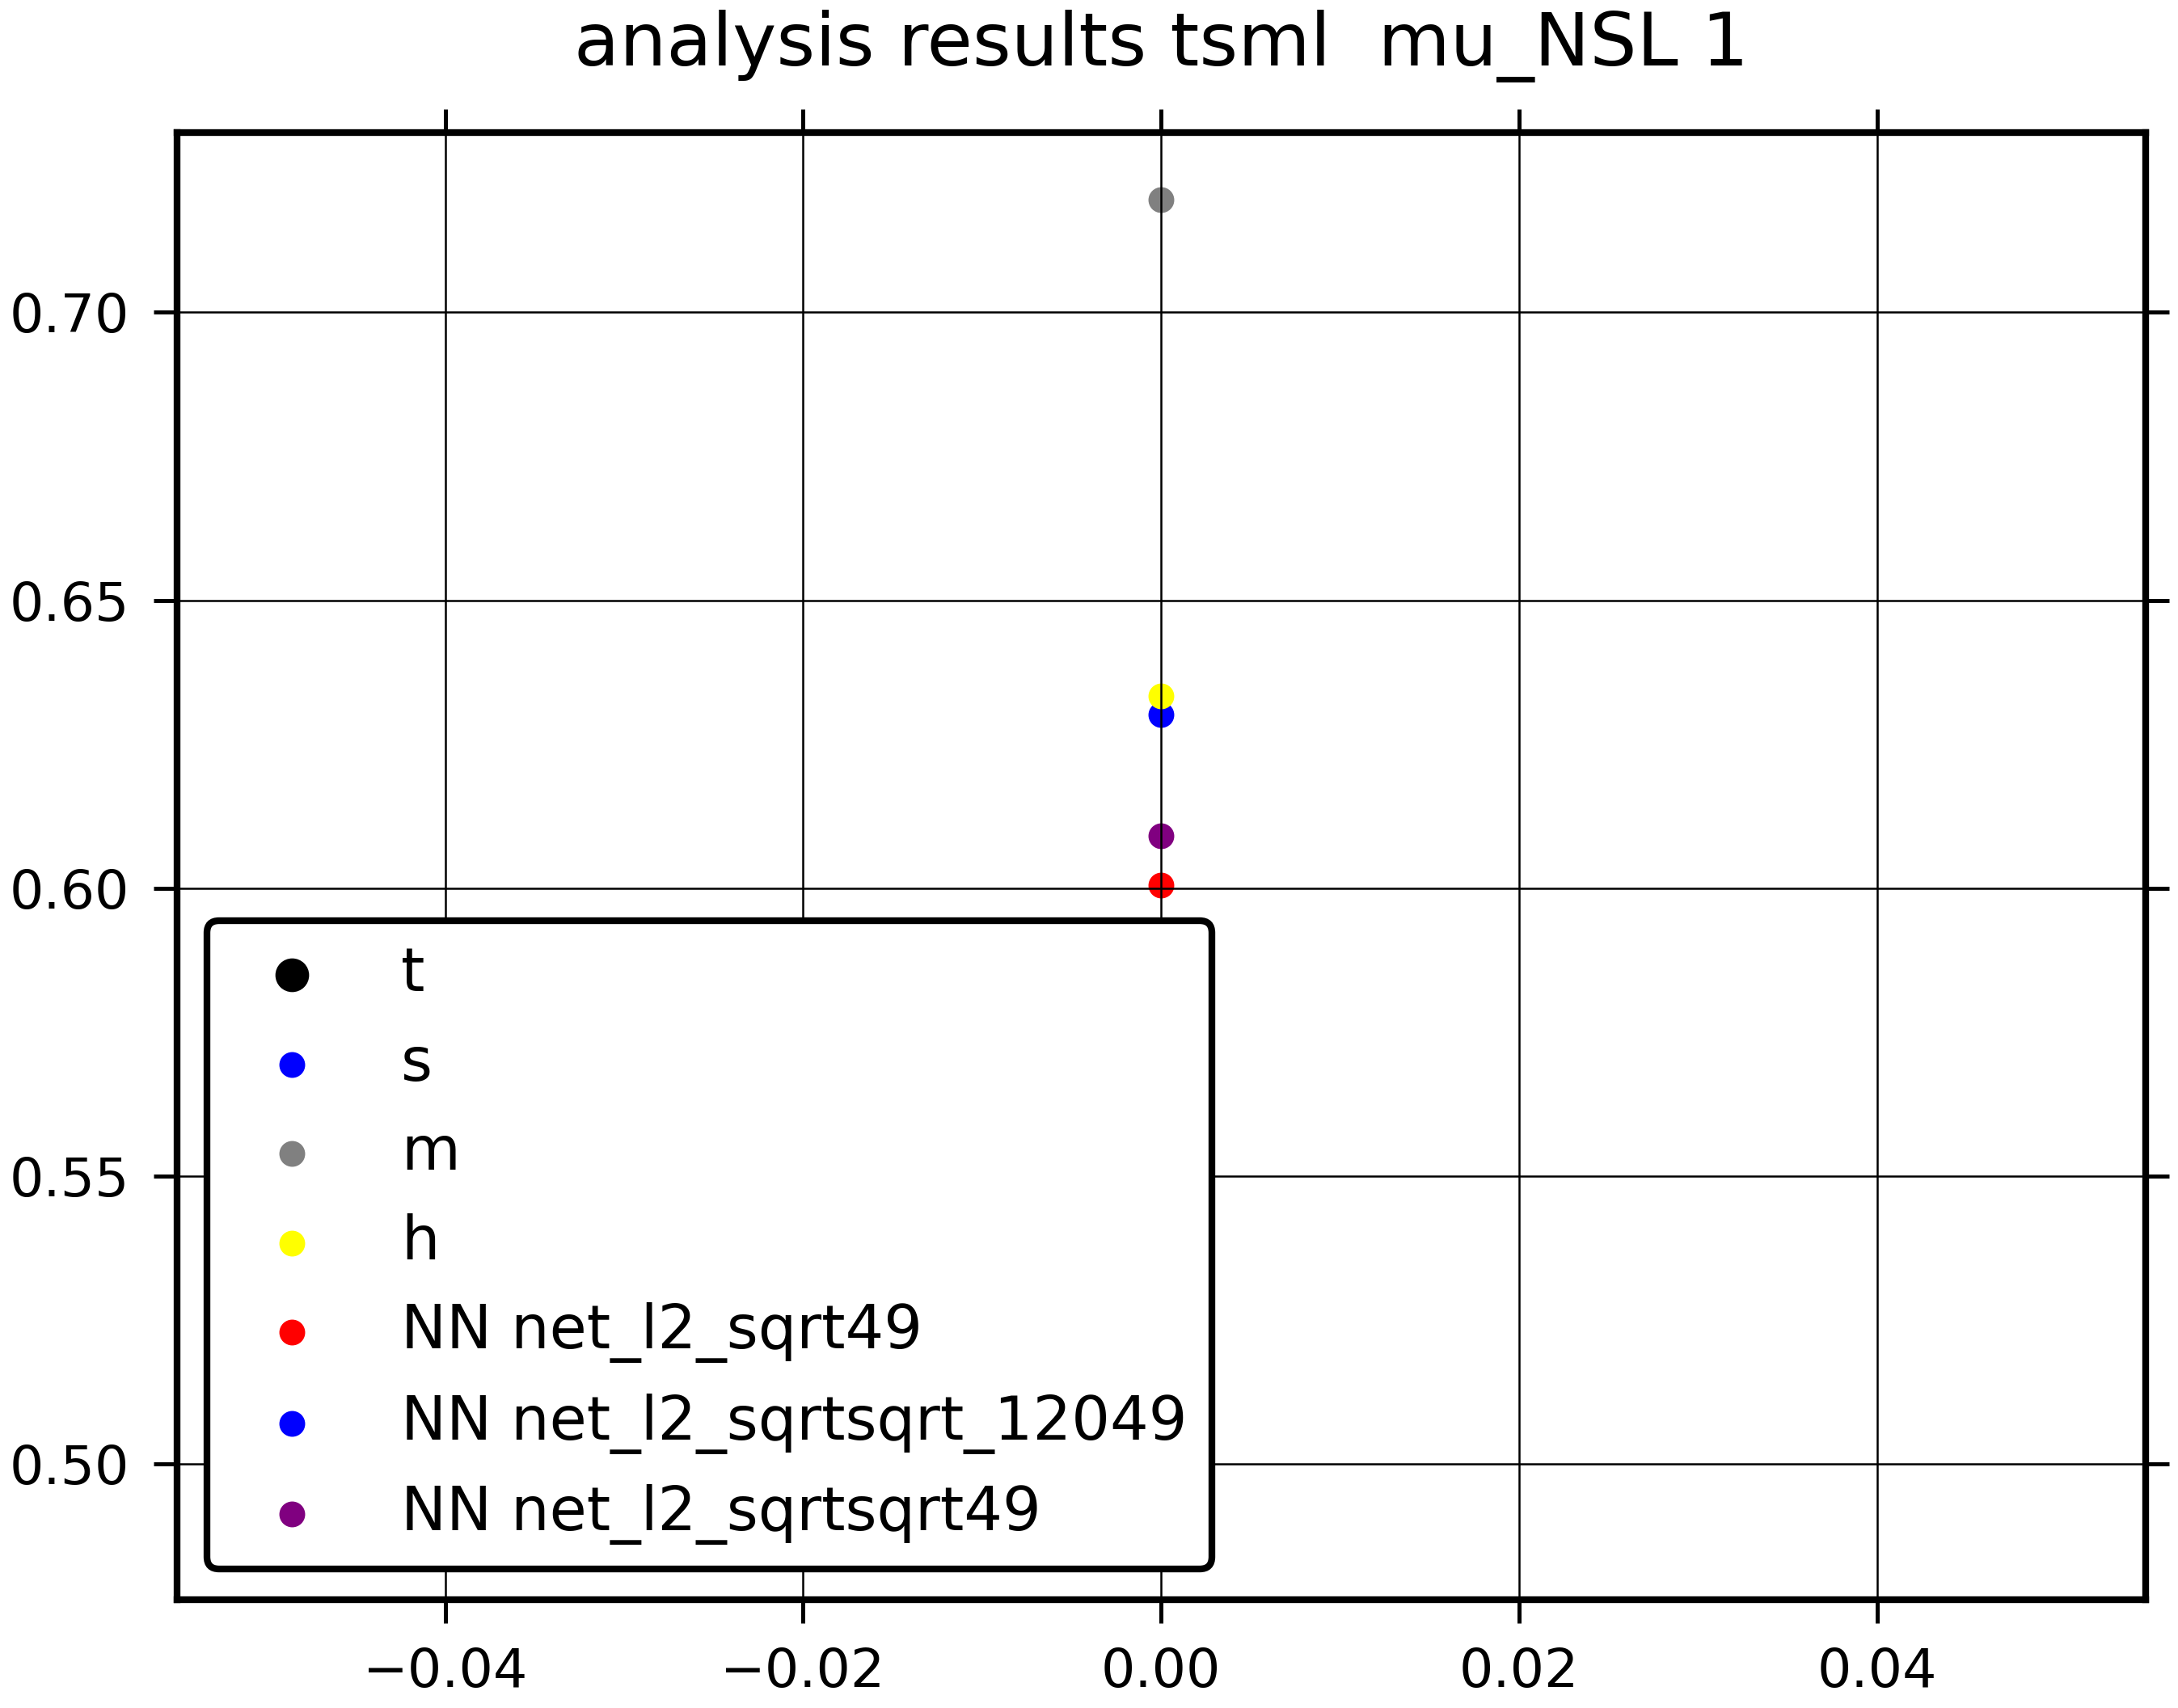 analysis results tsml  mu_NSL 1
0.70
0.65
0.60
0.55
0.50
t
s
m
h
NN net_l2_sqrt49
NN net_l2_sqrtsqrt_12049
NN net_l2_sqrtsqrt49
−0.04 −0.02 0.00 0.02 0.04